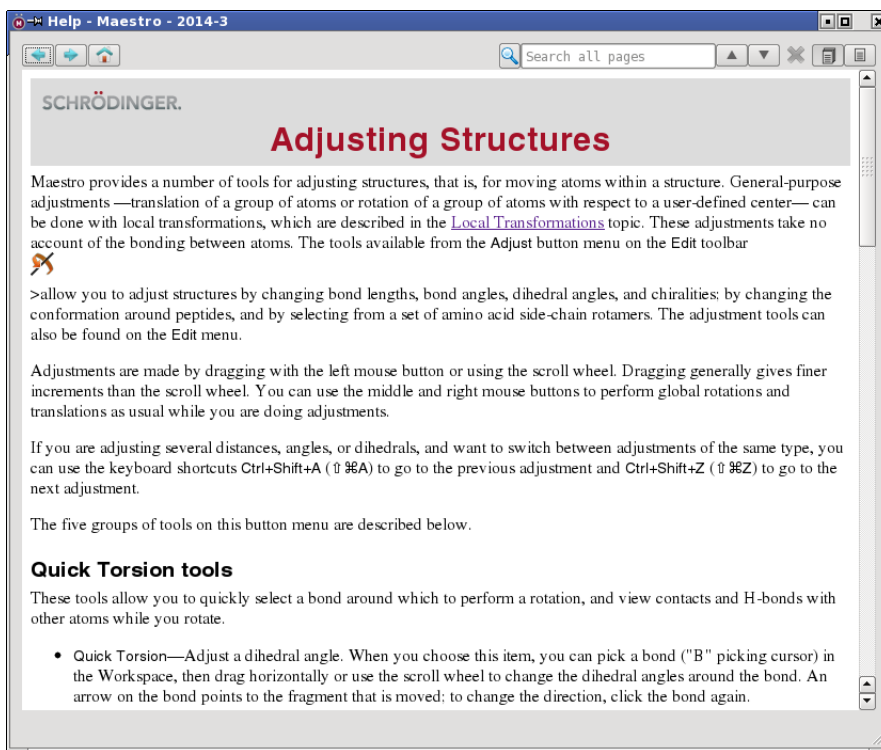 Help - Maestro - 2014-3
Search all pages
SCHRÖDINGER.
Adjusting Structures
Maestro provides a number of tools for adjusting structures, that is, for moving atoms within a structure. General-purpose
adjustments —translation of a group of atoms or rotation of a group of atoms with respect to a user-defined center— can
be done with local transformations, which are described in the Local Transformations topic. These adjustments take no
account of the bonding between atoms. The tools available from the Adjust button menu on the Edit toolbar
>allow you to adjust structures by changing bond lengths, bond angles, dihedral angles, and chiralities; by changing the
conformation around peptides, and by selecting from a set of amino acid side-chain rotamers. The adjustment tools can
also be found on the Edit menu.
Adjustments are made by dragging with the left mouse button or using the scroll wheel. Dragging generally gives finer
increments than the scroll wheel. You can use the middle and right mouse buttons to perform global rotations and
translations as usual while you are doing adjustments.
If you are adjusting several distances, angles, or dihedrals, and want to switch between adjustments of the same type, you
can use the keyboard shortcuts Ctrl+Shift+A (⇧⌘A) to go to the previous adjustment and Ctrl+Shift+Z (⇧⌘Z) to go to the
next adjustment.
The five groups of tools on this button menu are described below.
Quick Torsion tools
These tools allow you to quickly select a bond around which to perform a rotation, and view contacts and H-bonds with
other atoms while you rotate.
• Quick Torsion—Adjust a dihedral angle. When you choose this item, you can pick a bond ("B" picking cursor) in
the Workspace, then drag horizontally or use the scroll wheel to change the dihedral angles around the bond. An
arrow on the bond points to the fragment that is moved; to change the direction, click the bond again.